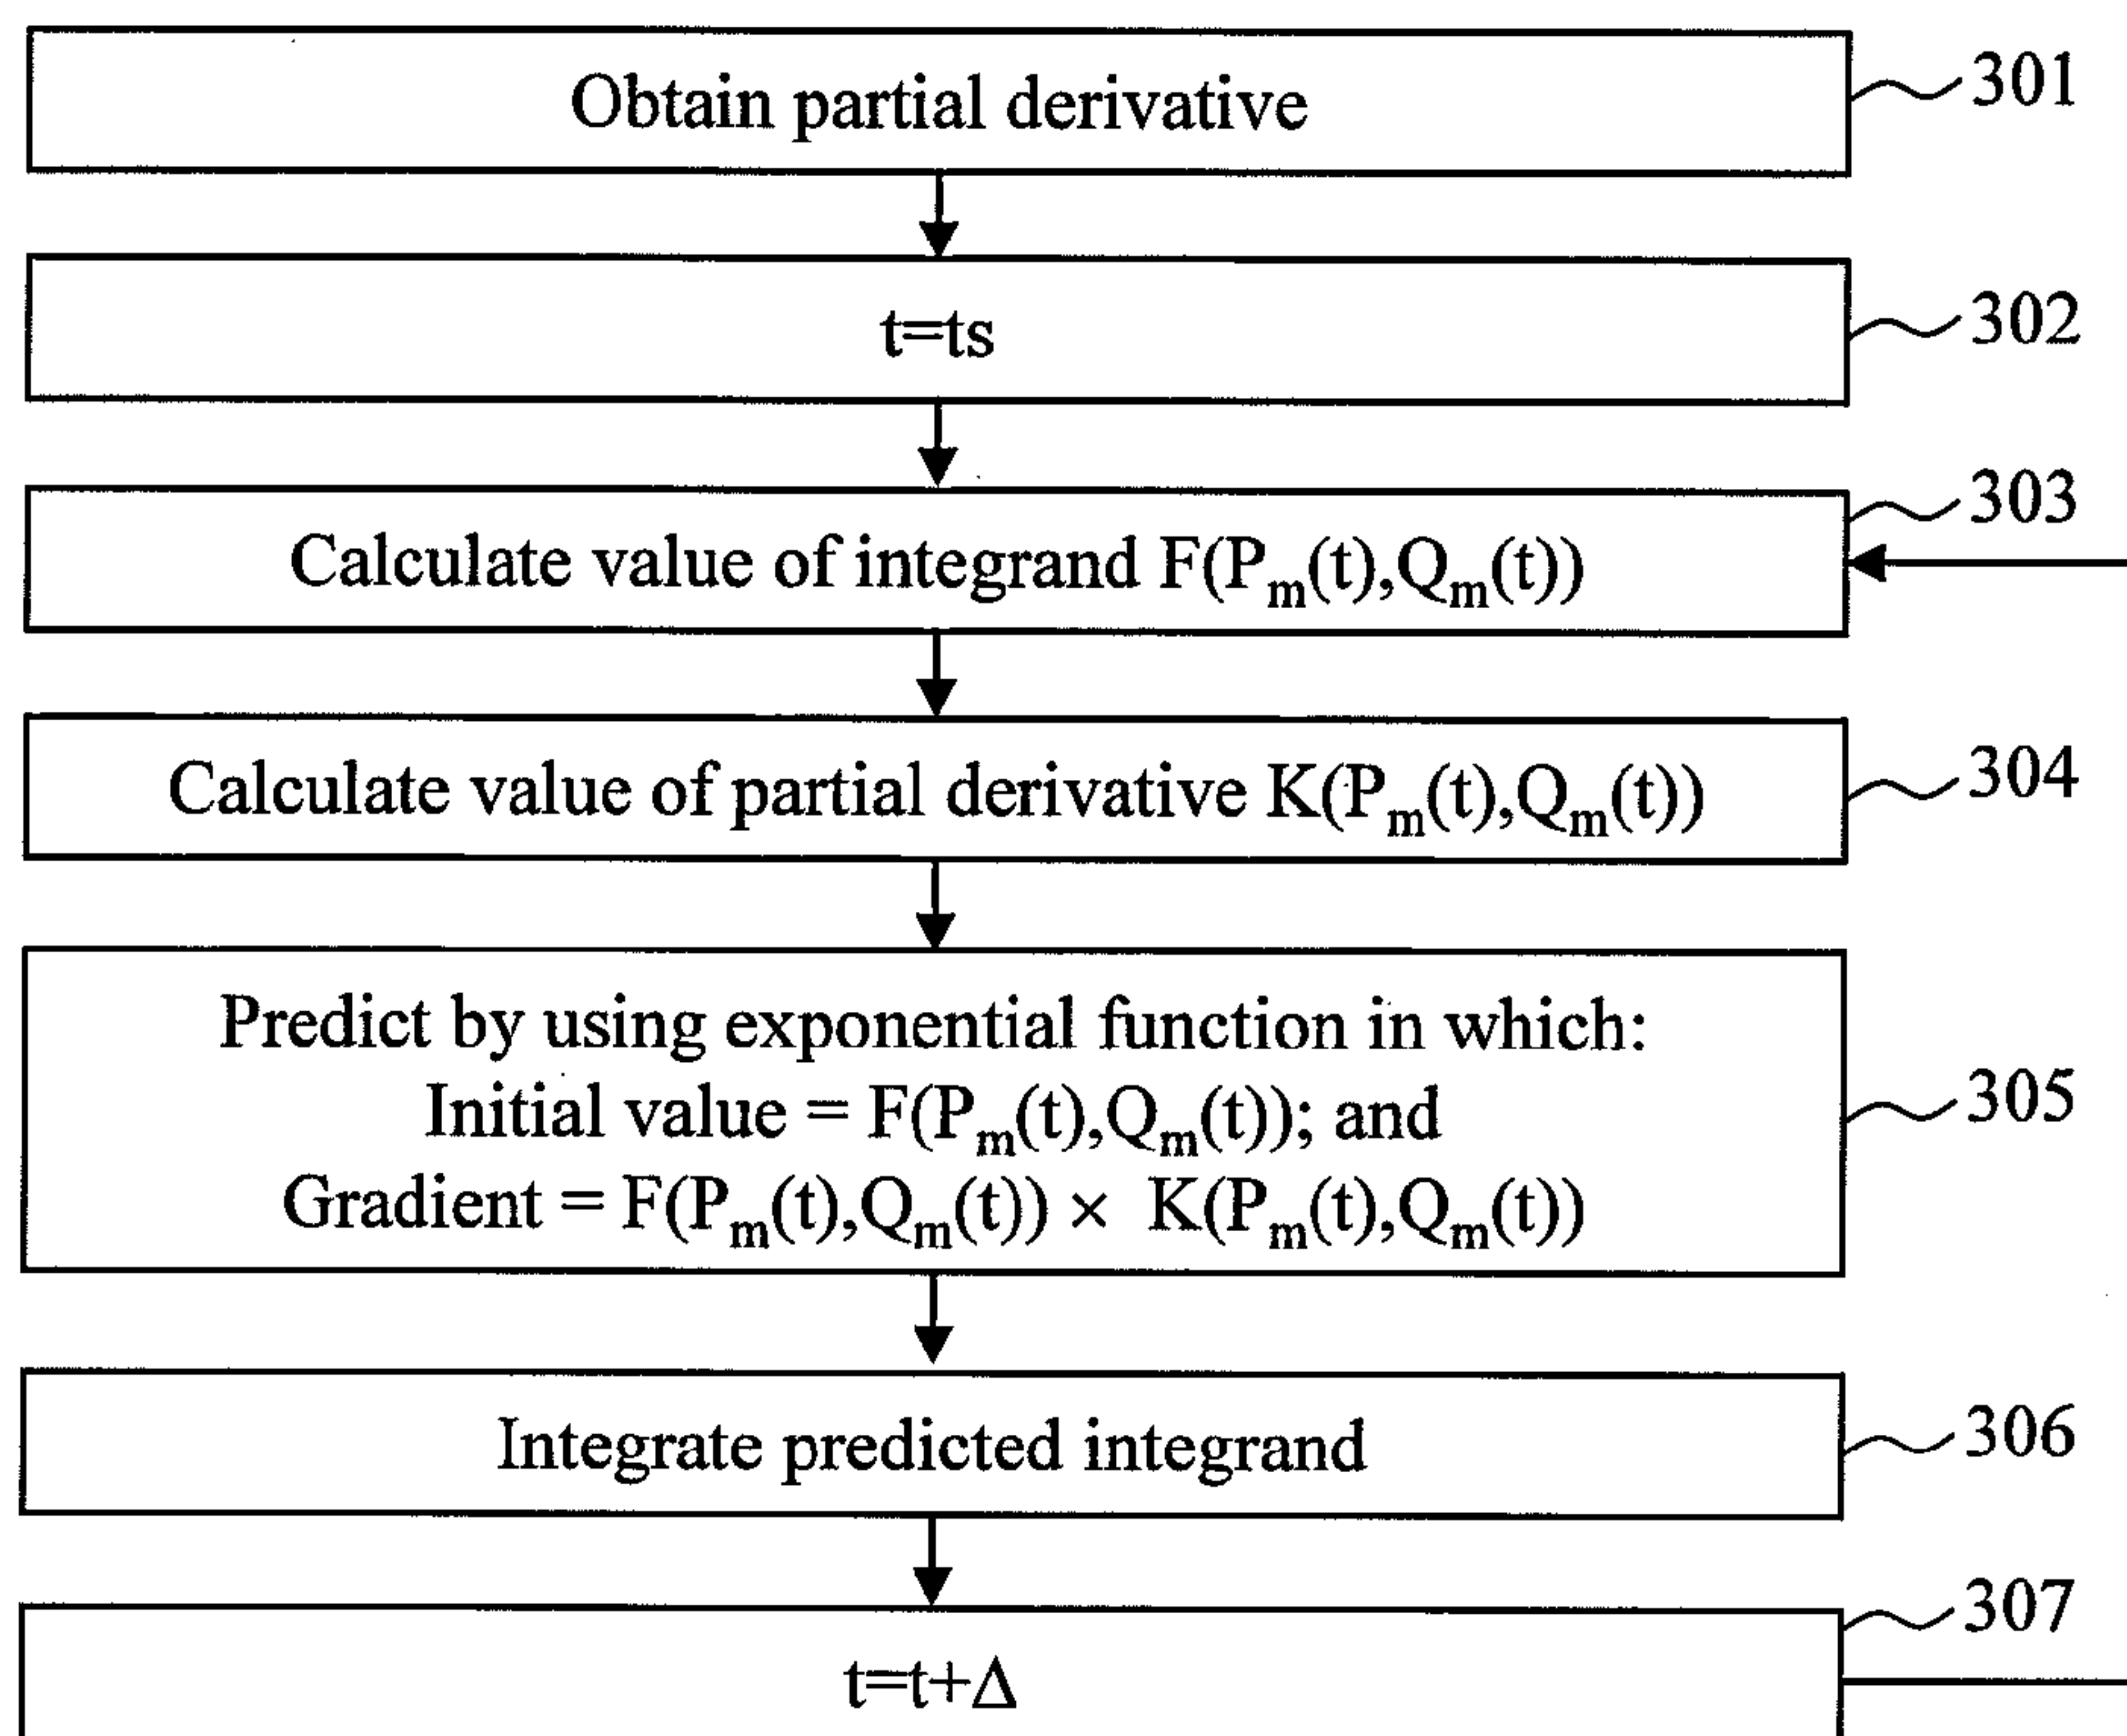 Obtain partial derivative
301
t=ts
302
303
Calculate value of integrand F(Pm(t),Qm(t))
Calculate value of partial derivative K(Pm(t),Qm(t))
304
Predict by using exponential function in which:
Initial value = F(Pm(t),Qm(t)); and
305
Gradient = F(Pm(t),Qm(t)) × K(Pm(t),Qm(t))
Integrate predicted integrand
306
307
t=t+Δ